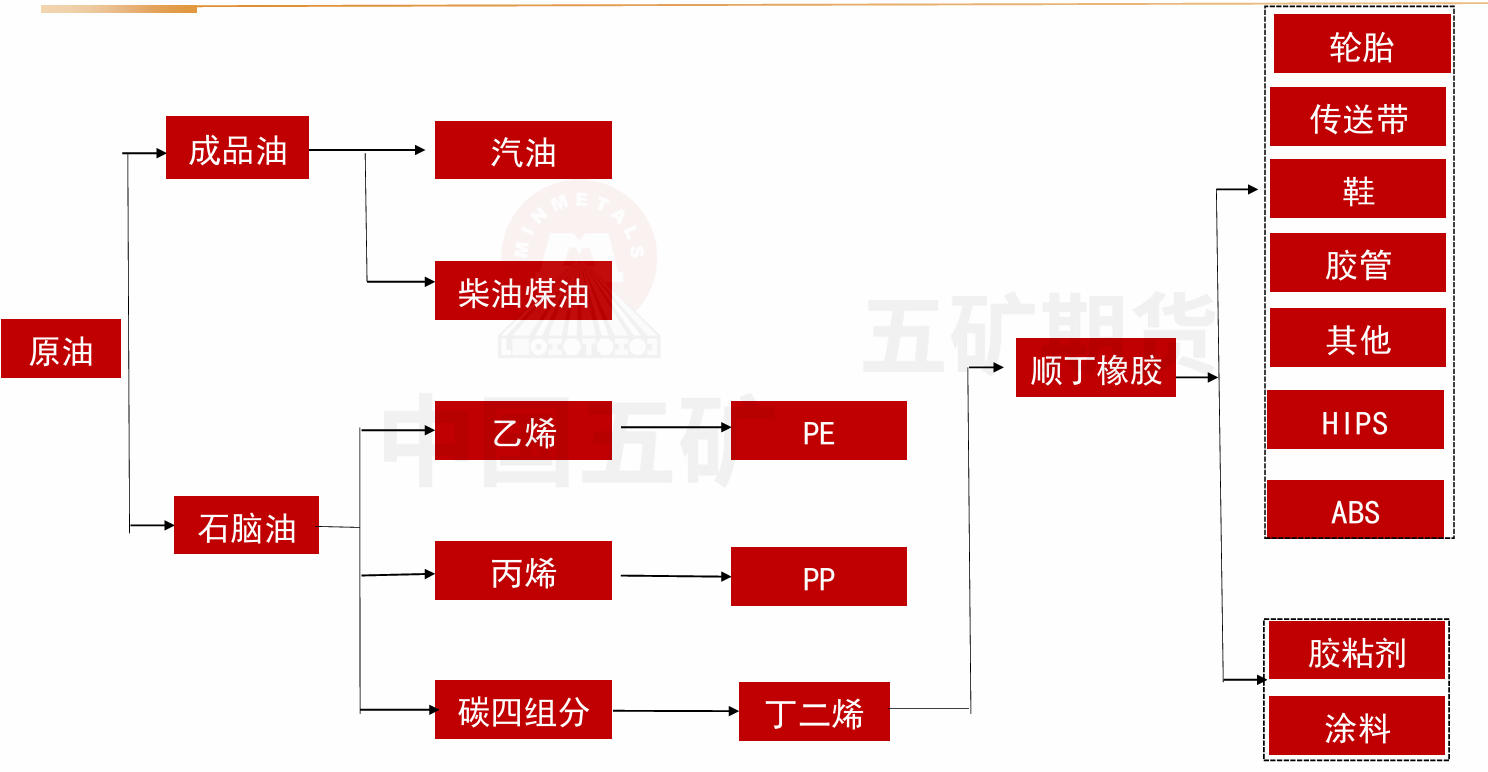 原油
成品油
汽油
柴油煤油
石脑油
乙烯
PE
丙烯
PP
碳四组分
丁二烯
顺丁橡胶
轮胎
传送带
鞋
胶管
其他
HIPS
ABS
胶粘剂
涂料
MINMETALS
五矿期货
中国五矿